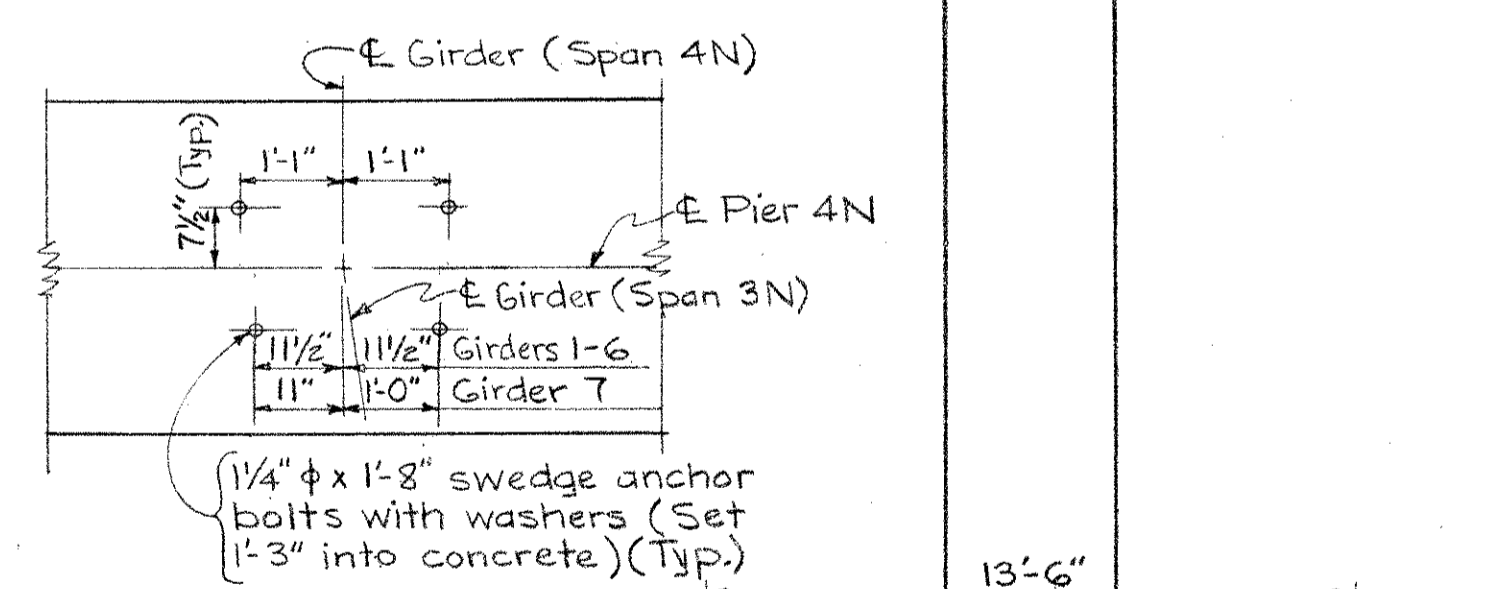 ℄ Girder (Span 4N)
7½" (Typ.)
1'-1" 1'-1"
℄ Pier 4N
℄ Girder (Span 3N)
11½" 11½" Girders 1-6
11" 1'-0" Girder 7
1¼" ϕ x 1'-8" swedge anchor
bolts with washers (Set
1'-3" into concrete)(Typ.)
13'-6"